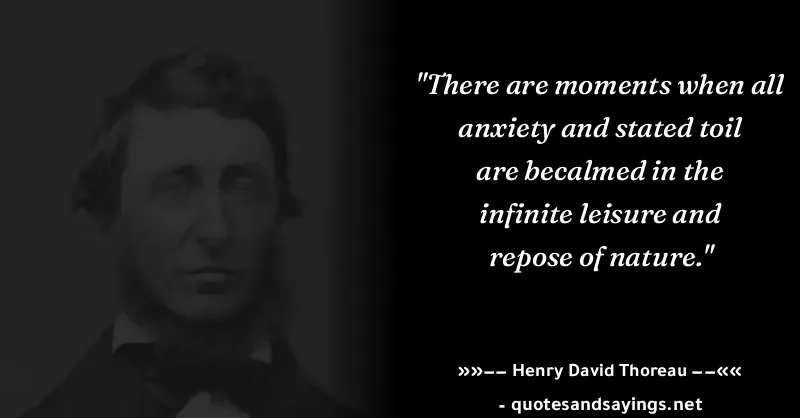 "There are moments when all
anxiety and stated toil
are becalmed in the
infinite leisure and
repose of nature."
»»−− Henry David Thoreau −−««
- quotesandsayings.net